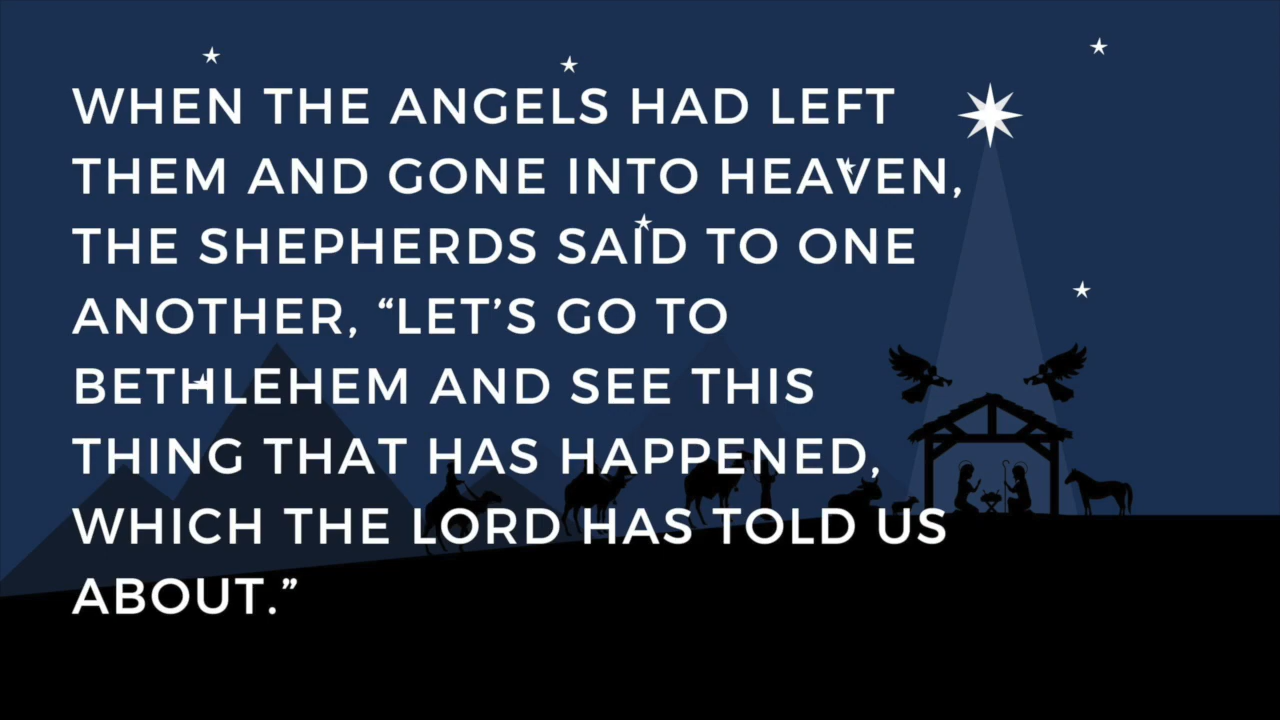 WHEN THE ANGELS HAD LEFT
THEM AND GONE INTO HEAVEN,
THE SHEPHERDS SAID TO ONE
ANOTHER, “LET’S GO TO
BETHLEHEM AND SEE THIS
THING THAT HAS HAPPENED,
WHICH THE LORD HAS TOLD US
ABOUT.”